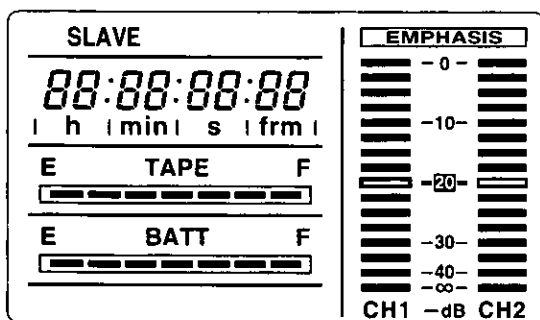 SLAVE
88:88:88:88
h min s frm
E TAPE F
E BATT F
EMPHASIS
0
-10-
-20-
-30-
-40-
-∞-
CH1 -dB CH2